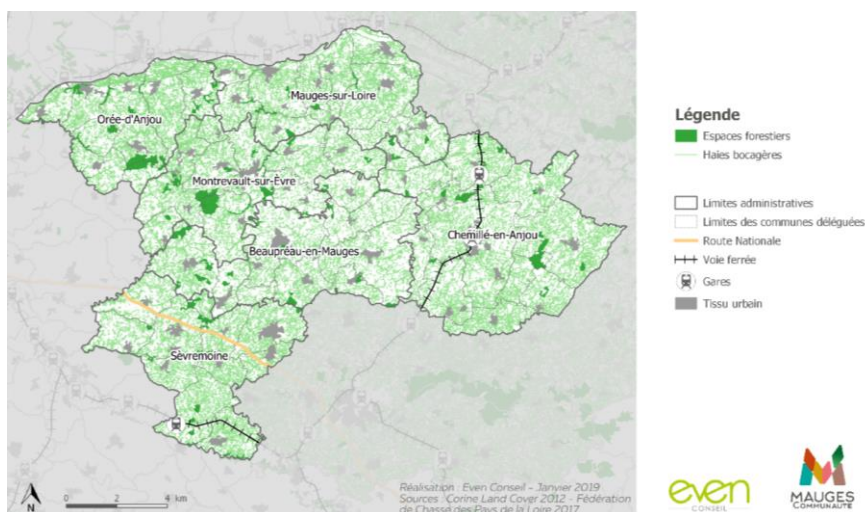 Mauges-sur-Loire
Orée-d'Anjou
Montrevault-sur-Èvre
Chemillé-en-Anjou
Beaupréau-en-Mauges
Sèvremoine
N
0 2 4 km
Réalisation : Even Conseil - Janvier 2019
Sources : Corine Land Cover 2012 - Fédération
de Chasse des Pays de la Loire 2017
Légende
Espaces forestiers
Haies bocagères
Limites administratives
Limites des communes déléguées
Route Nationale
Voie ferrée
Gares
Tissu urbain
even
CONSEIL
MAUGES
COMMUNAUTÉ